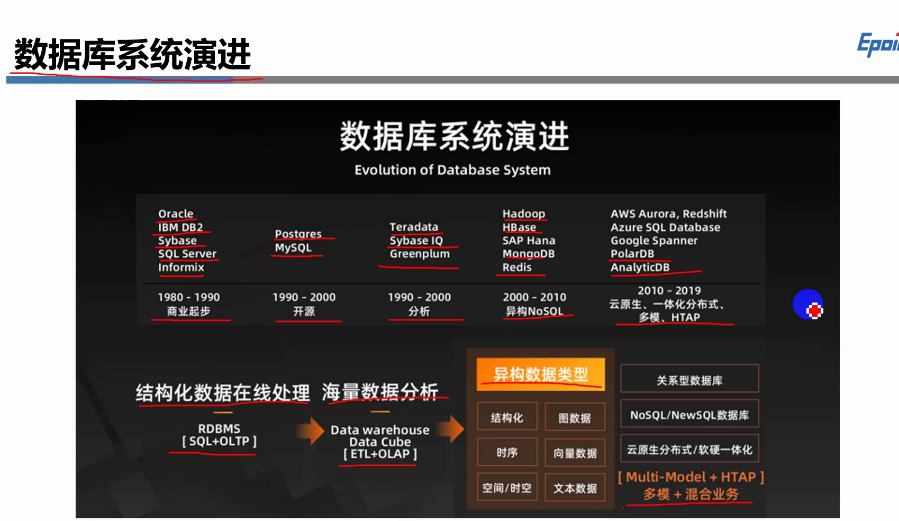 数据库系统演进
数据库系统演进
Evolution of Database System
Oracle
IBM DB2
Sybase
SQL Server
Informix
1980 - 1990
商业起步
Postgres
MySQL
1990 - 2000
开源
Teradata
Sybase IQ
Greenplum
1990 - 2000
分析
Hadoop
HBase
SAP Hana
MongoDB
Redis
2000 - 2010
异构NoSQL
AWS Aurora, Redshift
Azure SQL Database
Google Spanner
PolarDB
AnalyticDB
2010 - 2019
云原生、一体化分布式、
多模、HTAP
结构化数据在线处理
RDBMS
[ SQL+OLTP ]
海量数据分析
Data warehouse
Data Cube
[ ETL+OLAP ]
异构数据类型
结构化
图数据
时序
向量数据
空间/时空
文本数据
关系型数据库
NoSQL/NewSQL数据库
云原生分布式/软硬一体化
[ Multi-Model + HTAP ]
多模 + 混合业务